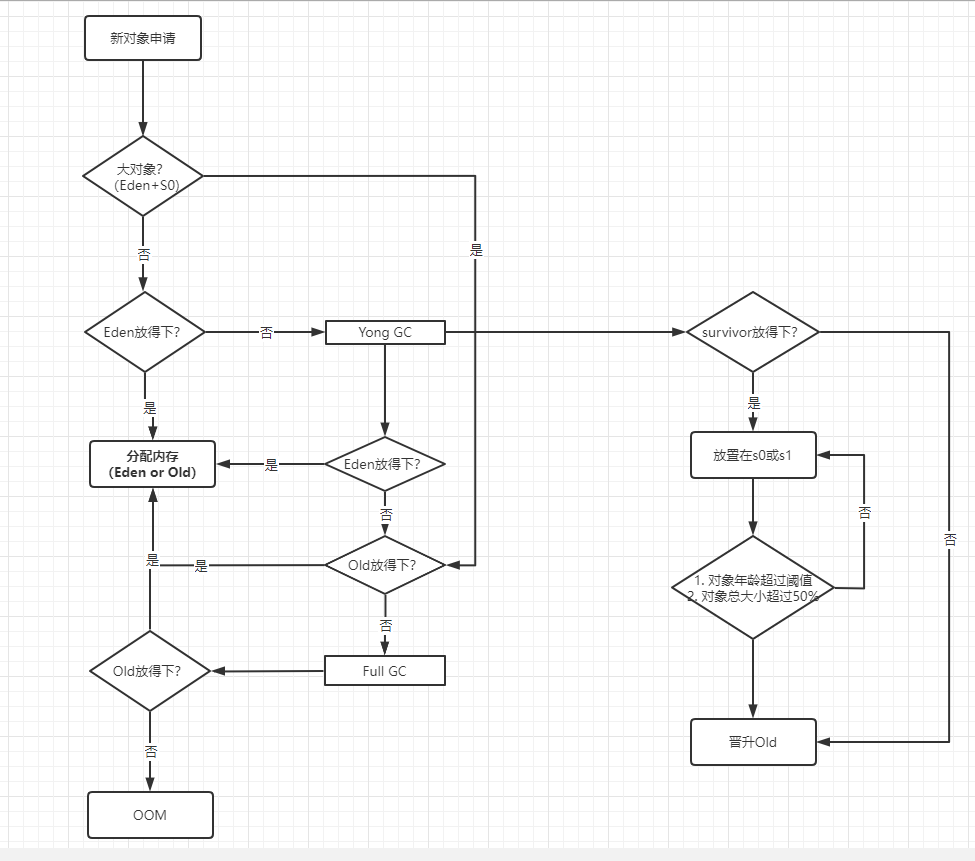 新对象申请
大对象?
（Eden+S0）
否
是
Eden放得下?
否
Yong GC
survivor放得下?
是
是
分配内存
（Eden or Old）
是
Eden放得下?
放置在s0或s1
否
否
否
是
是
Old放得下?
1. 对象年龄超过阈值
2. 对象总大小超过50%
否
Old放得下?
Full GC
晋升Old
否
OOM